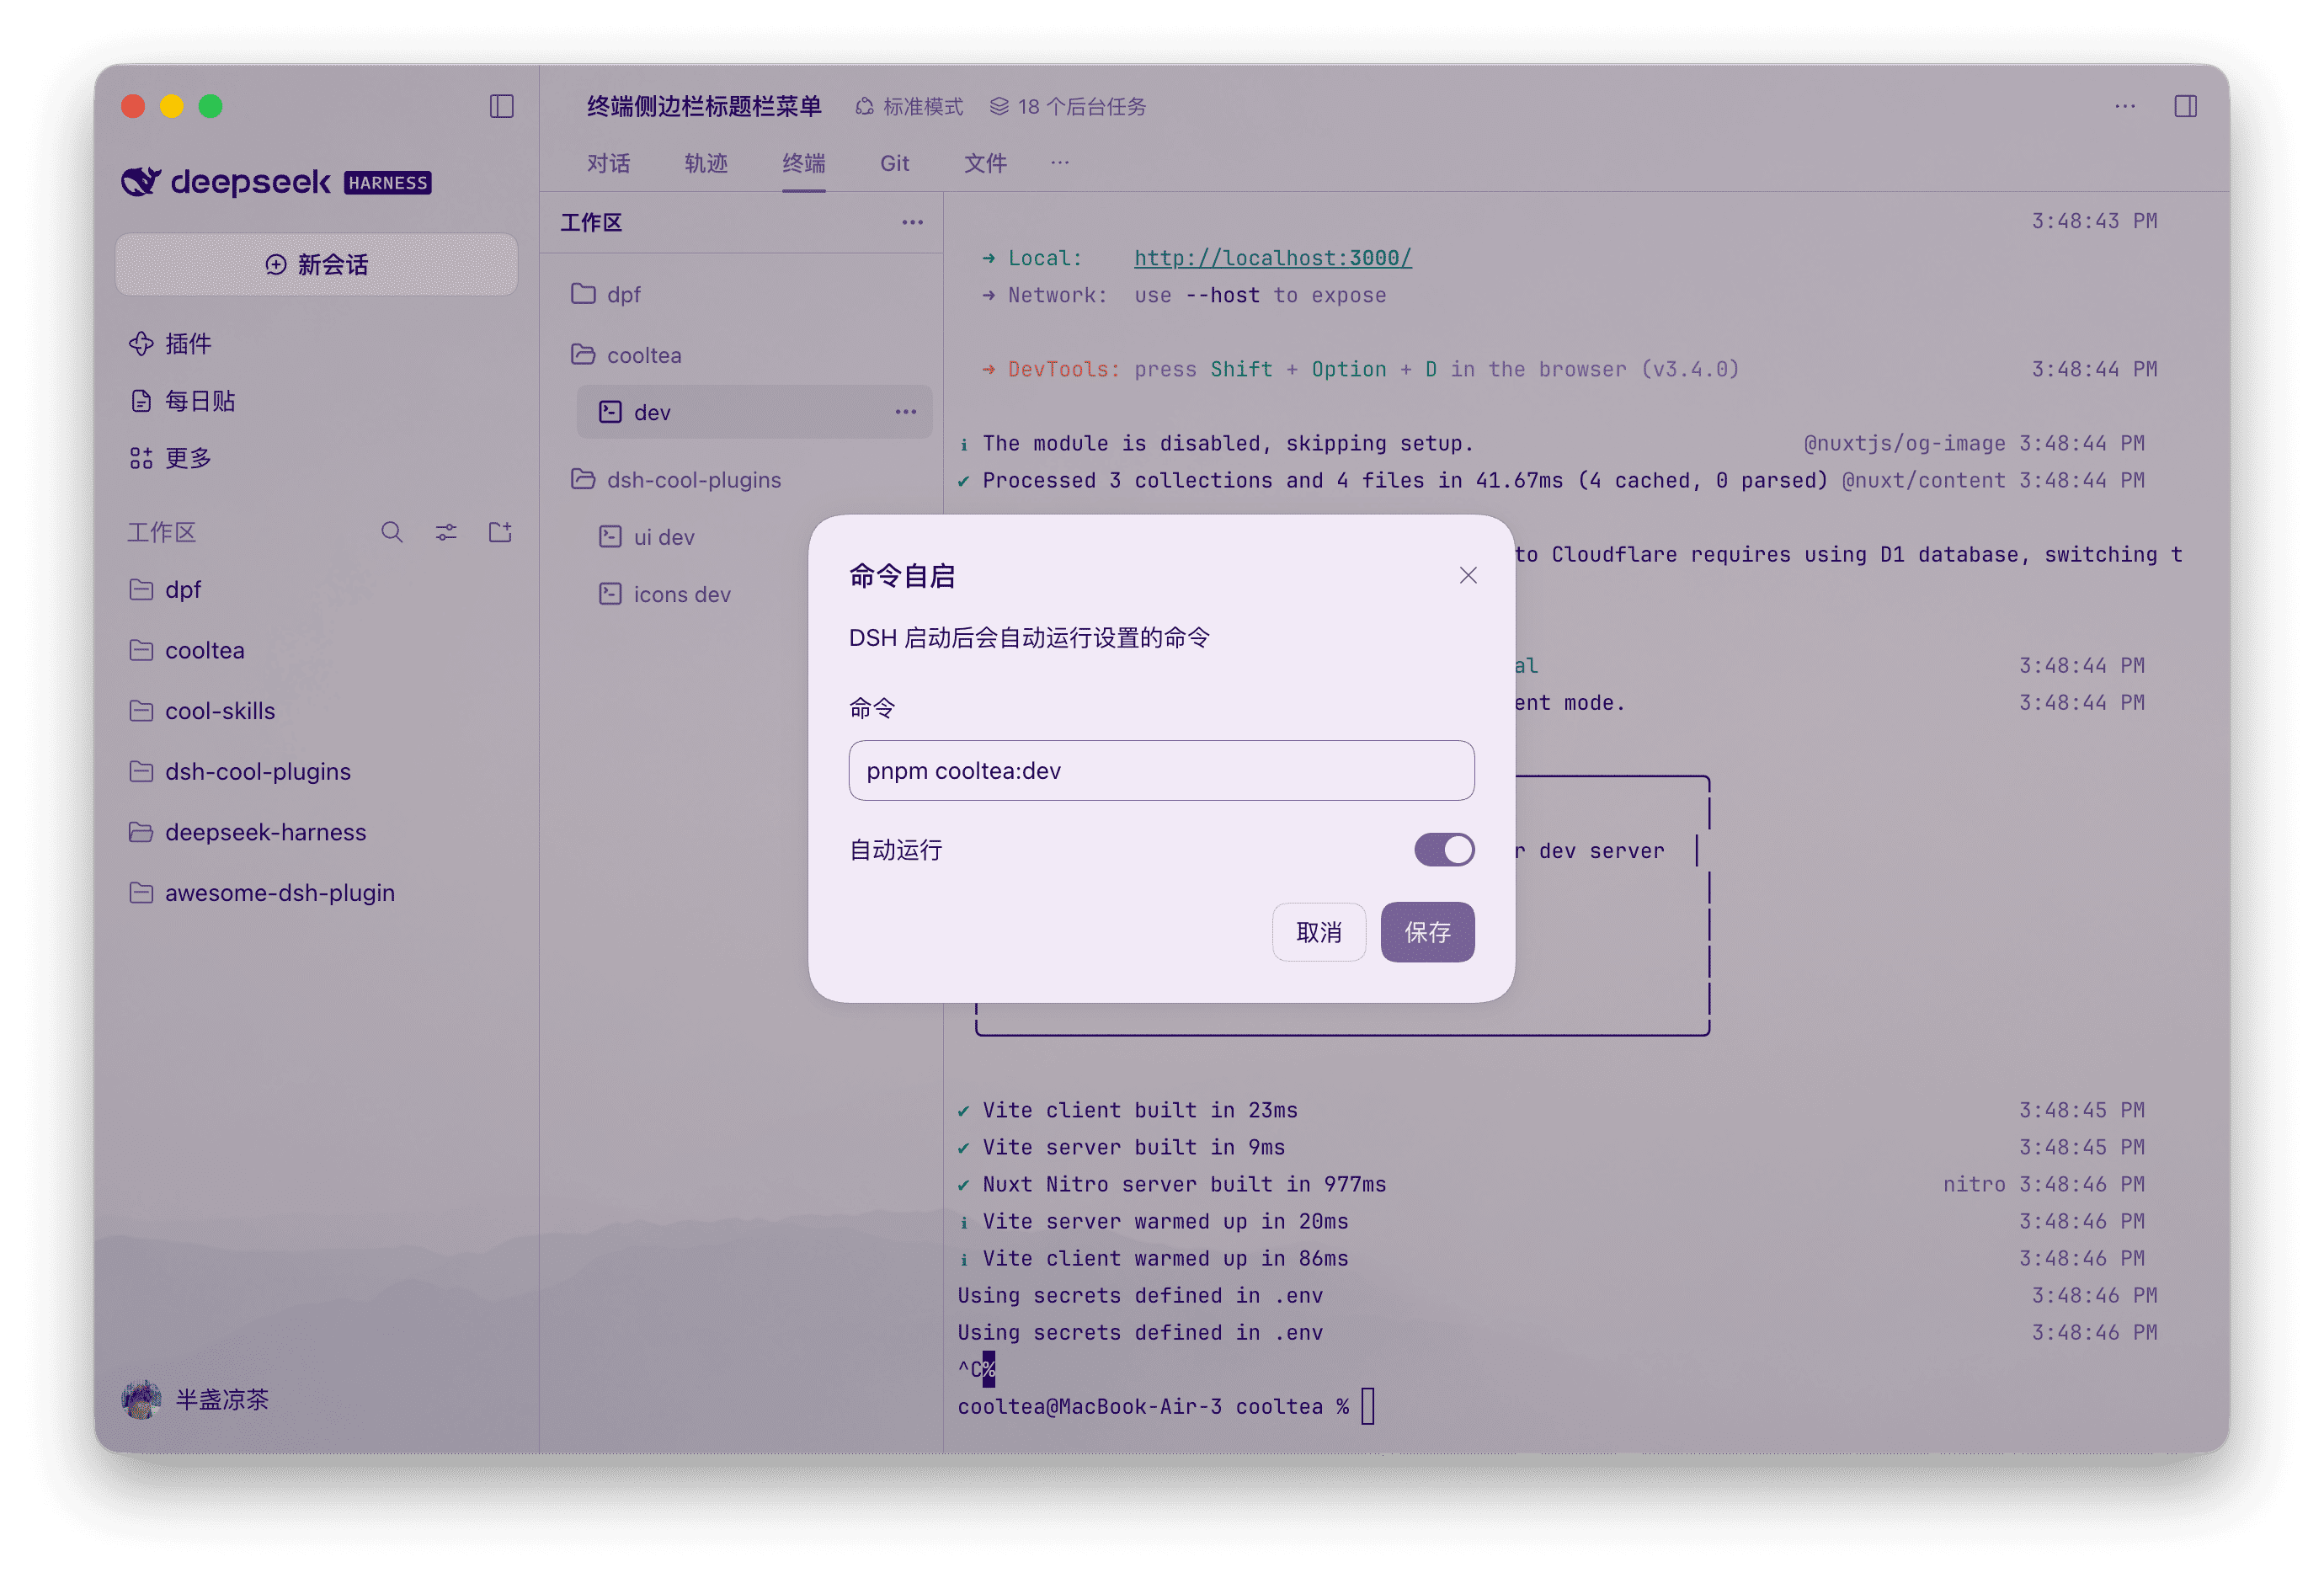 终端侧边栏标题栏菜单 标准模式 18 个后台任务 ···
deepseek HARNESS
新会话
插件
每日贴
更多
工作区
dpf
cooltea
cool-skills
dsh-cool-plugins
deepseek-harness
awesome-dsh-plugin
半盏凉茶
对话 轨迹 终端 Git 文件 ···
工作区 ···
dpf
cooltea
dev ···
dsh-cool-plugins
ui dev
icons dev
3:48:43 PM
➜ Local: http://localhost:3000/
➜ Network: use --host to expose
➜ DevTools: press Shift + Option + D in the browser (v3.4.0) 3:48:44 PM
ℹ The module is disabled, skipping setup. @nuxtjs/og-image 3:48:44 PM
✔ Processed 3 collections and 4 files in 41.67ms (4 cached, 0 parsed) @nuxt/content 3:48:44 PM
to Cloudflare requires using D1 database, switching t
al 3:48:44 PM
ent mode. 3:48:44 PM
r dev server
✔ Vite client built in 23ms 3:48:45 PM
✔ Vite server built in 9ms 3:48:45 PM
✔ Nuxt Nitro server built in 977ms nitro 3:48:46 PM
ℹ Vite server warmed up in 20ms 3:48:46 PM
ℹ Vite client warmed up in 86ms 3:48:46 PM
Using secrets defined in .env 3:48:46 PM
Using secrets defined in .env 3:48:46 PM
^C%
cooltea@MacBook-Air-3 cooltea %
命令自启
DSH 启动后会自动运行设置的命令
命令
pnpm cooltea:dev
自动运行
取消 保存